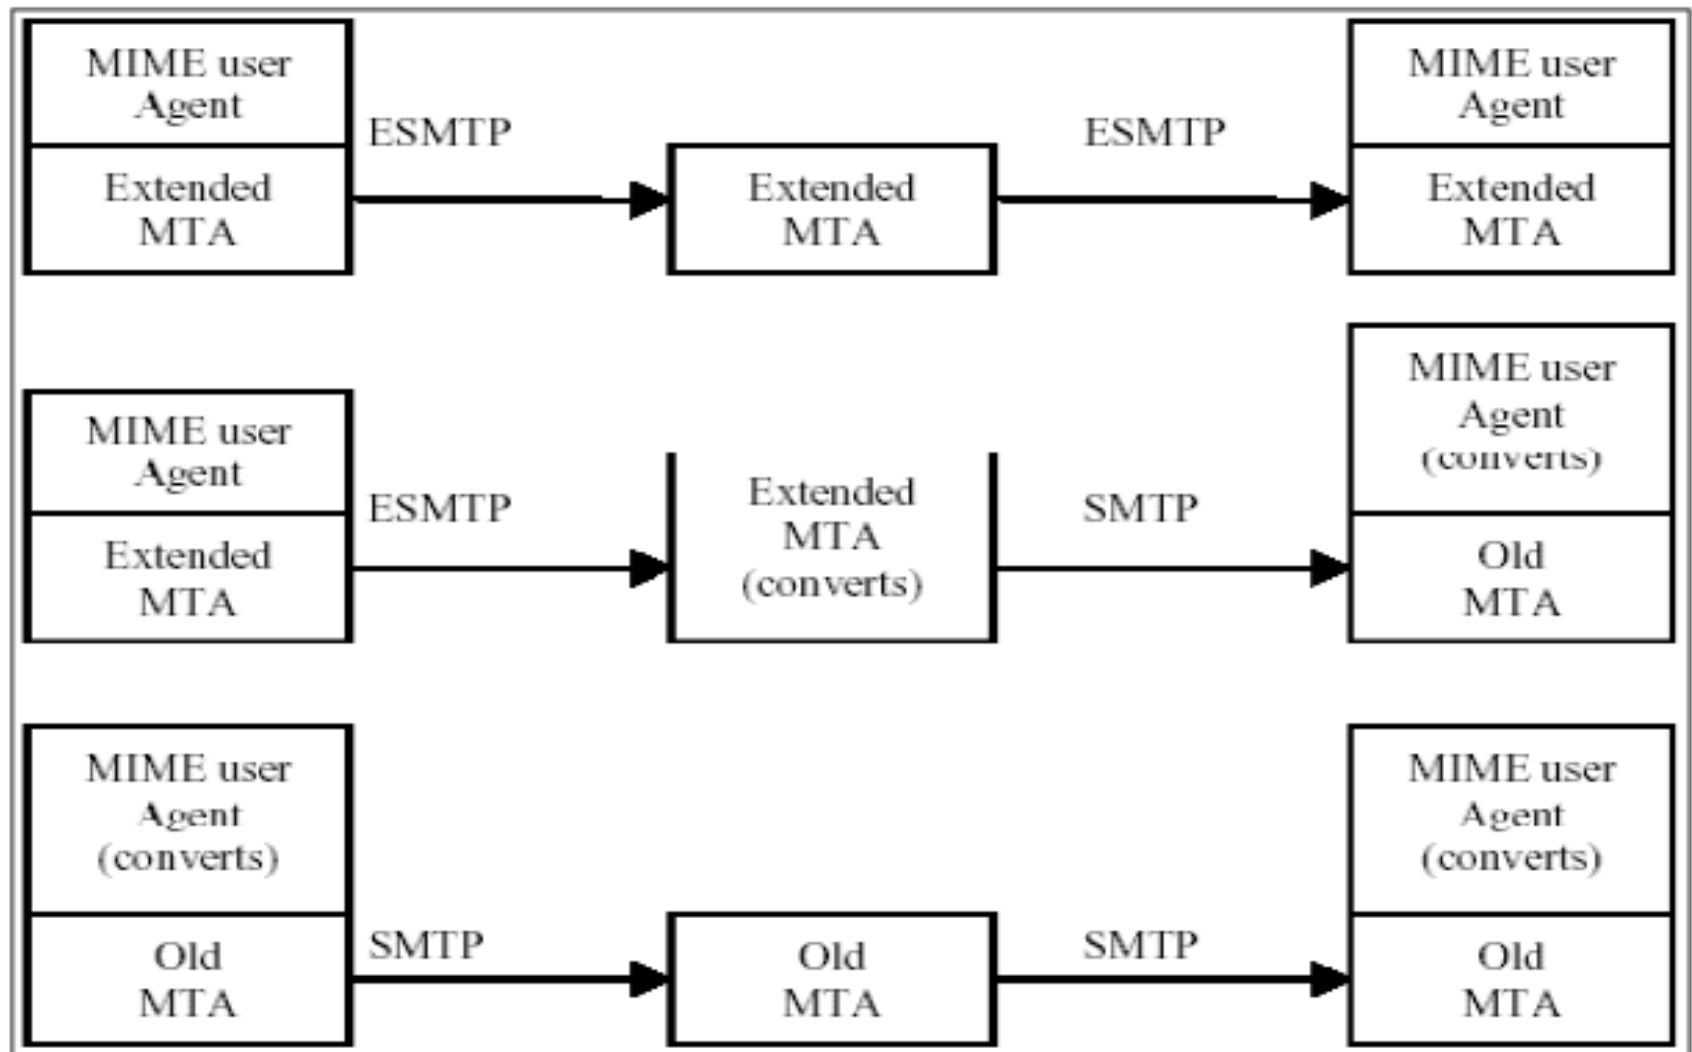 MIME user
Agent
Extended
MTA
ESMTP
Extended
MTA
ESMTP
MIME user
Agent
Extended
MTA
MIME user
Agent
Extended
MTA
ESMTP
Extended
MTA
(converts)
SMTP
MIME user
Agent
(converts)
Old
MTA
MIME user
Agent
(converts)
Old
MTA
SMTP
Old
MTA
SMTP
MIME user
Agent
(converts)
Old
MTA